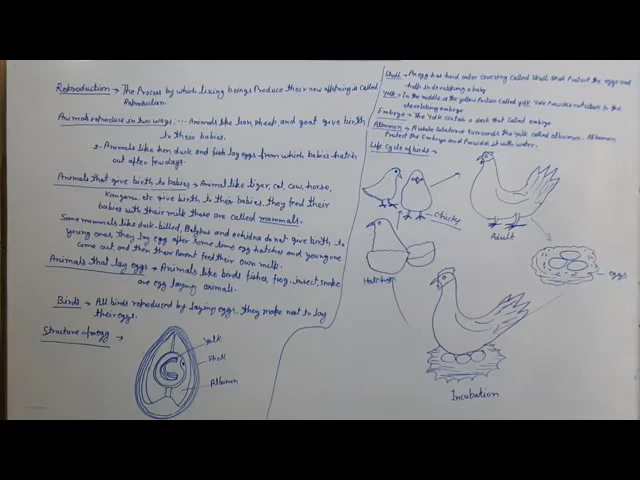 Reproduction → The Process by which living beings Produce their new offspring is called
Reproduction.
Animals reproduce in two ways :- Animals like lion, sheep, and goat give birth
to their babies.
2. Animals like hen, duck and fish lay eggs from which babies hatch
out after few days.
Animals that give birth to babies → Animal like tiger, cat, cow, horse,
Kangaroo, etc give birth to their babies, they feed their
babies with their milk these are called mammals.
Some mammals like duck-billed, and do not give birth to
young ones, they lay egg after some time egg hatches and young one
come out and then their Parent feed their own milk.
Animals that lay eggs → Animals like birds fishes, frog, insect, snake
are egg laying animals.
Birds → All birds reproduced by laying eggs, they make nest to lay
their eggs.
Structure of egg →
Yolk
Shell
Albumen
Shell → An egg has hard outer covering called Shell Shell Protect the eggs and
help in developing a baby
Yolk → In the middle at the yellow Portion called yolk Yolk Provides nutrition to the
developing embryo
Embryo → The Yolk contain a dark that called embryo
Albumen → A white Substance surrounds the yolk called albumen. Albumen
Protect the Embryo and Provides it with water.
Life Cycle of birds →
Chicks
Adult
eggs
Hatching
Incubation